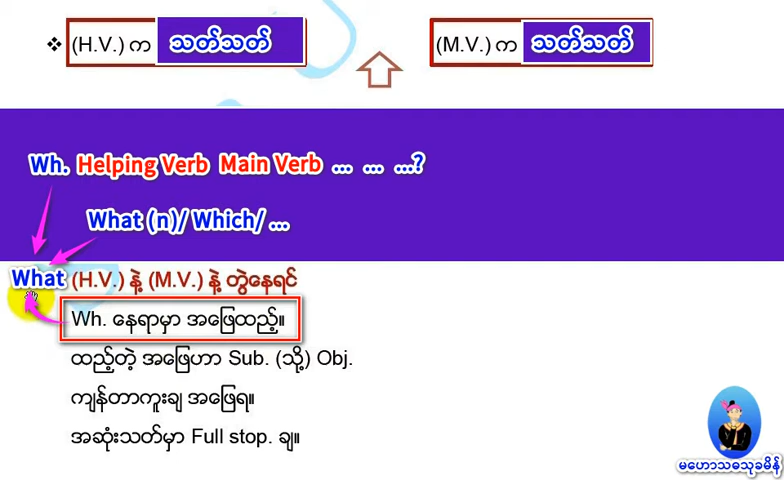 ❖ (H.V.) က သတ်သတ် (M.V.) က သတ်သတ်
Wh. Helping Verb Main Verb ... ... ...?
What (n)/ Which/ ...
What (H.V.) နဲ့ (M.V.) နဲ့ တွဲနေရင်
Wh. နေရာမှာ အဖြေထည့်။
ထည့်တဲ့ အဖြေဟာ Sub. (သို့) Obj.
ကျန်တာကူးချ အဖြေရ။
အဆုံးသတ်မှာ Full stop. ချ။
မဟောသဓသုခမိန်